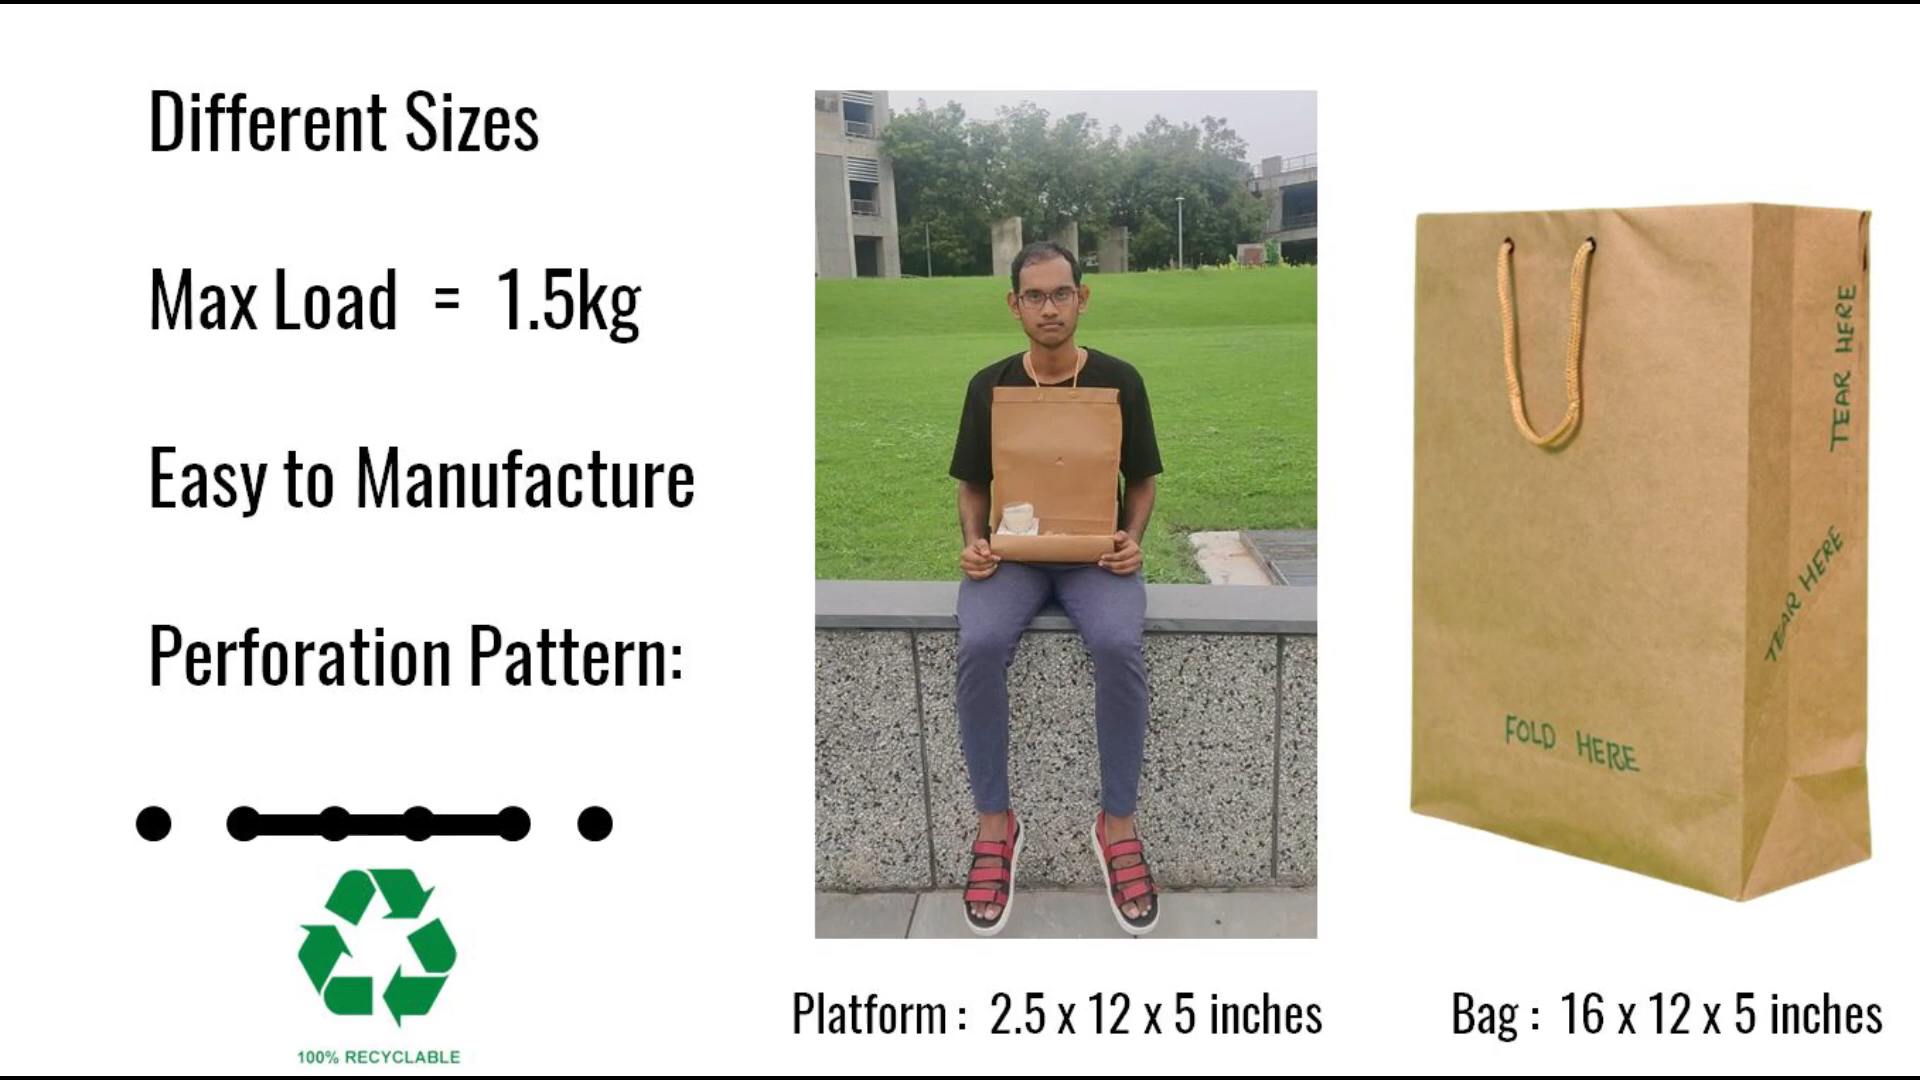 Different Sizes
Max Load = 1.5kg
Easy to Manufacture
Perforation Pattern:
100% RECYCLABLE
Platform : 2.5 x 12 x 5 inches
TEAR HERE
TEAR HERE
FOLD HERE
Bag : 16 x 12 x 5 inches